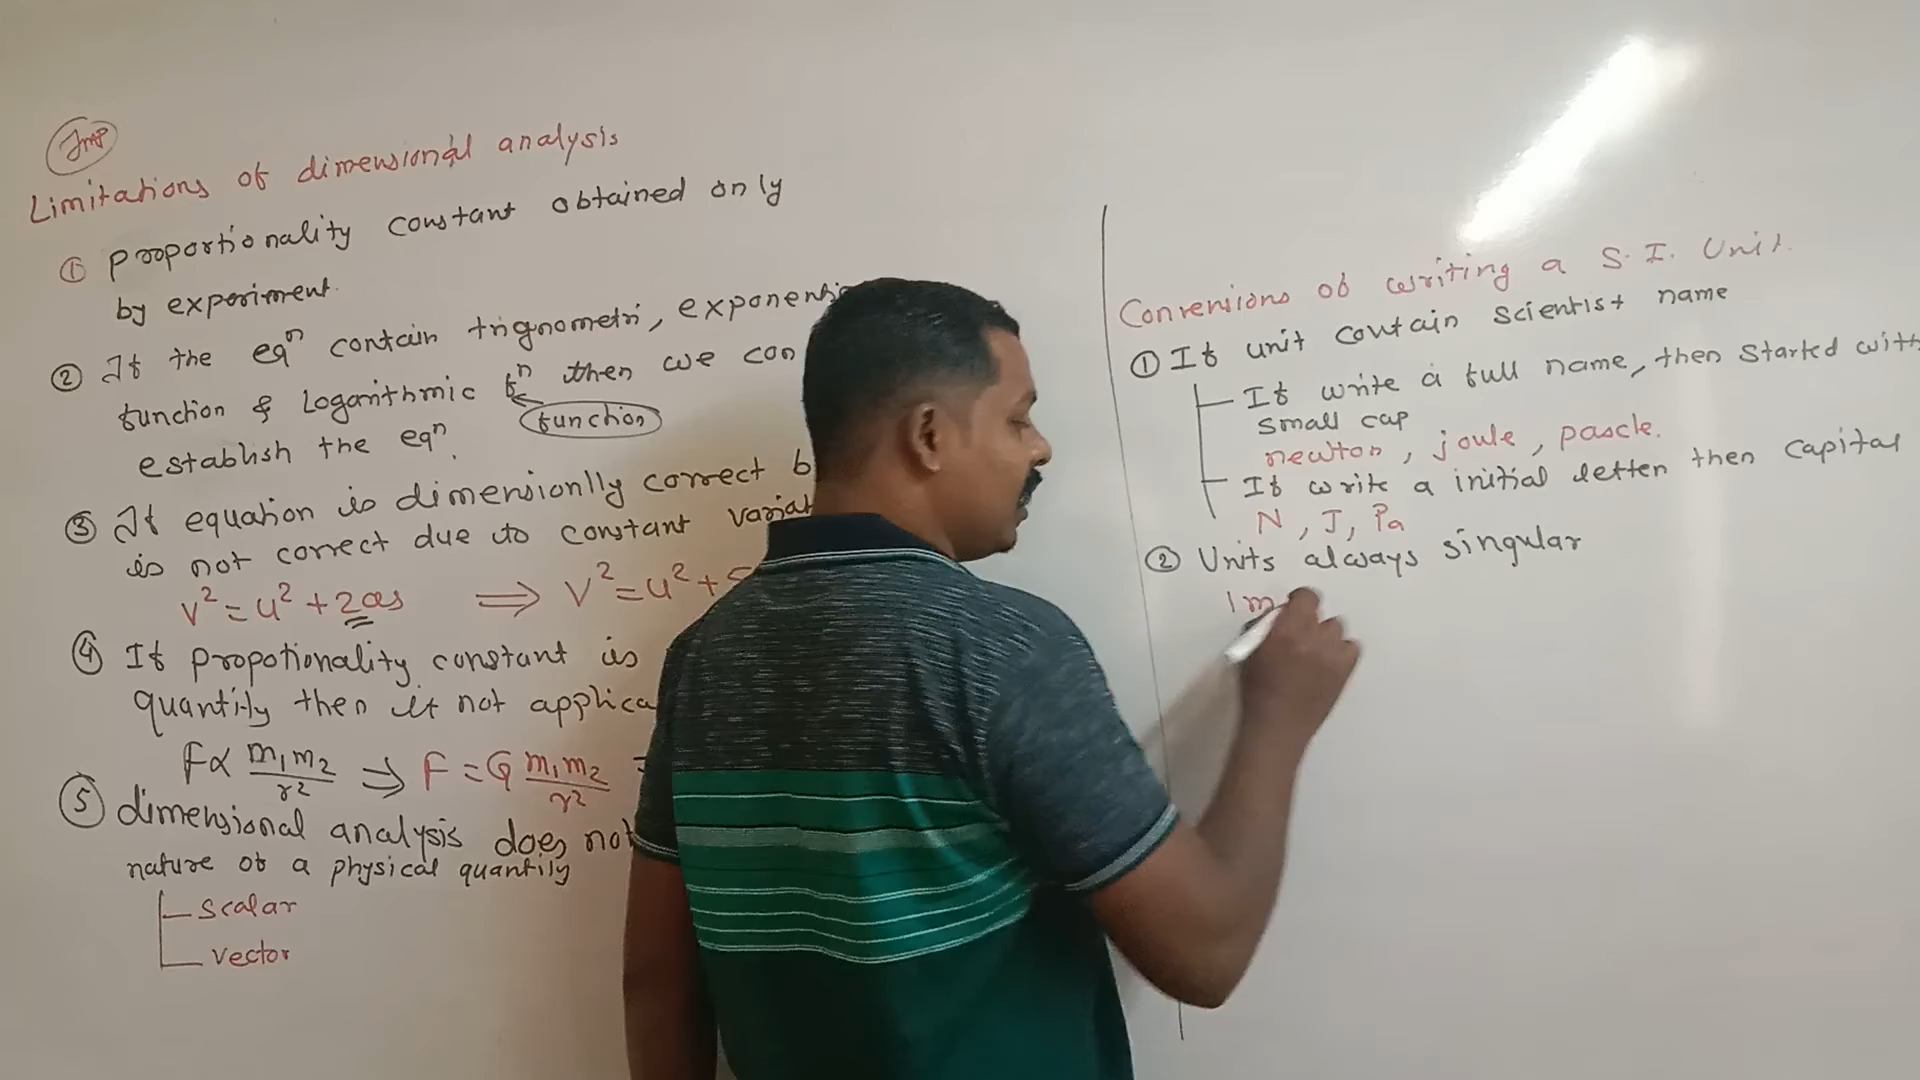 Imp
Limitations of dimensional analysis
① proportionality constant obtained only
by experiment.
② If the eqⁿ contain trignometri, exponential
function & Logarithmic fⁿ then we can
function
establish the eqⁿ.
③ If equation is dimensionlly correct
is not correct due to constant
v² = u² + 2as ⇒ v² = u² +
④ If propotionality constant is
quantity then it not
F∝ m₁m₂/r² ⇒ F = G m₁m₂/r²
⑤ dimensional analysis does not
nature of a physical quantity
scalar
vector
Convensions of writing a S.I. Unit.
① If unit contain scientist name
If write a full name, then started with
small cap
newton, joule, pascle.
If write a initial letter then capital
N, J, Pa
② Units always singular
1m